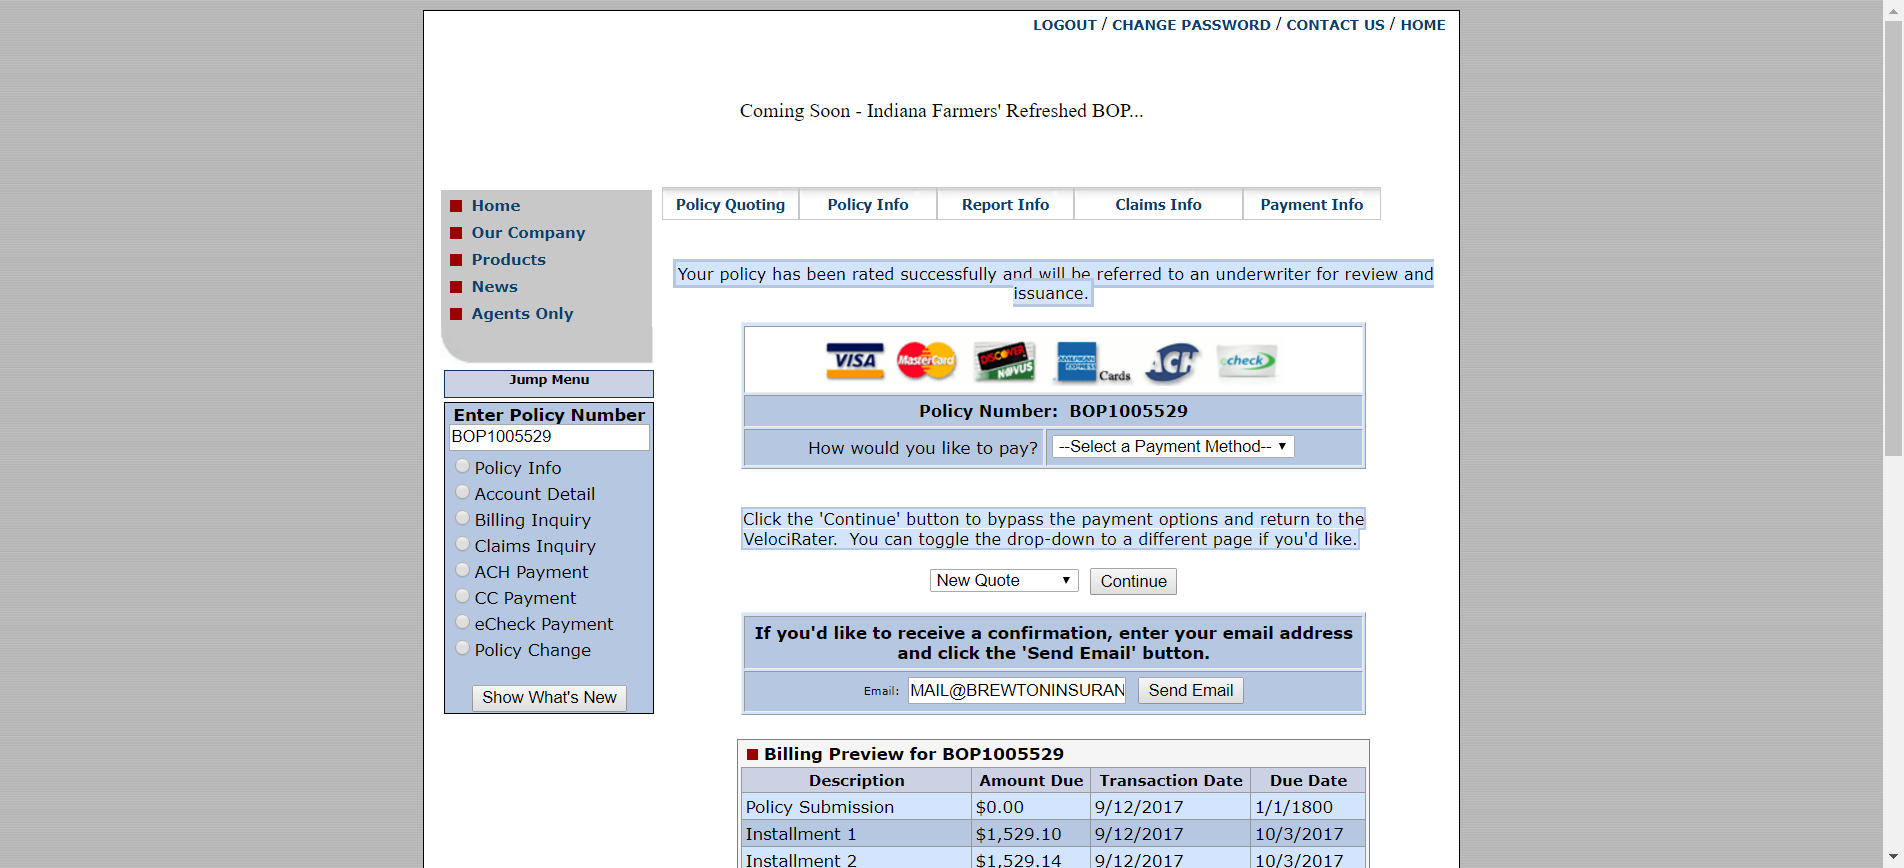 LOGOUT / CHANGE PASSWORD / CONTACT US / HOME
Coming Soon - Indiana Farmers' Refreshed BOP...
Home
Our Company
Products
News
Agents Only
Jump Menu
Enter Policy Number
BOP1005529
Policy Info
Account Detail
Billing Inquiry
Claims Inquiry
ACH Payment
CC Payment
eCheck Payment
Policy Change
Show What's New
Policy Quoting Policy Info Report Info Claims Info Payment Info
Your policy has been rated successfully and will be referred to an underwriter for review and
issuance.
VISA MasterCard DISCOVER NOVUS AMERICAN EXPRESS Cards ACH echeck
Policy Number: BOP1005529
How would you like to pay? --Select a Payment Method--
Click the 'Continue' button to bypass the payment options and return to the
VelociRater. You can toggle the drop-down to a different page if you'd like.
New Quote Continue
If you'd like to receive a confirmation, enter your email address
and click the 'Send Email' button.
Email: MAIL@BREWTONINSURAN Send Email
Billing Preview for BOP1005529
Description Amount Due Transaction Date Due Date
Policy Submission $0.00 9/12/2017 1/1/1800
Installment 1 $1,529.10 9/12/2017 10/3/2017
Installment 2 $1,529.14 9/12/2017 10/3/2017